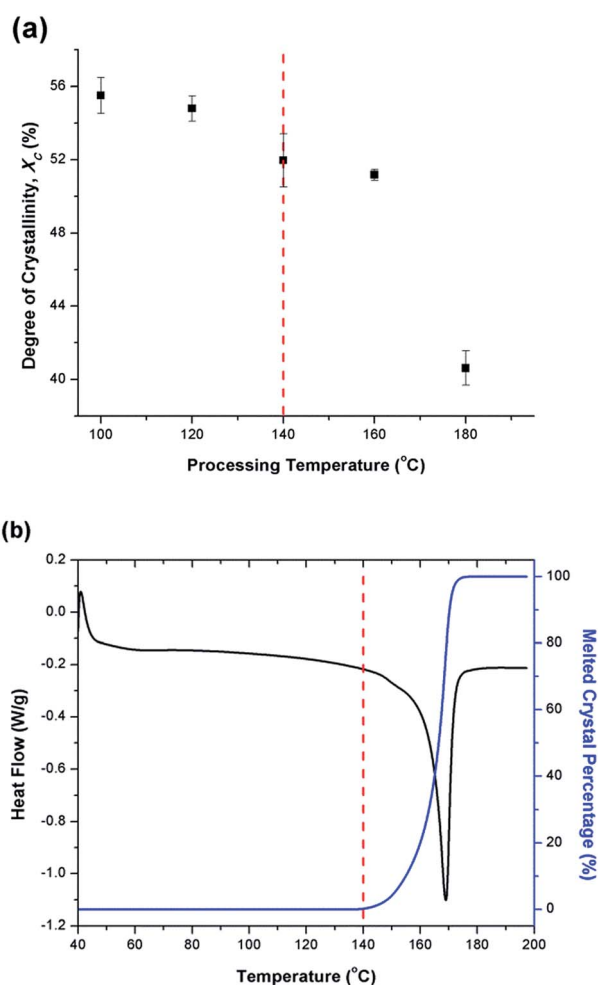 (a)
Degree of Crystallinity, Xc (%)
56
52
48
44
40
100 120 140 160 180
Processing Temperature (°C)
(b)
Heat Flow (W/g)
0.2
0.0
-0.2
-0.4
-0.6
-0.8
-1.0
-1.2
40 60 80 100 120 140 160 180 200
Temperature (°C)
100
80
60
40
20
0
Melted Crystal Percentage (%)